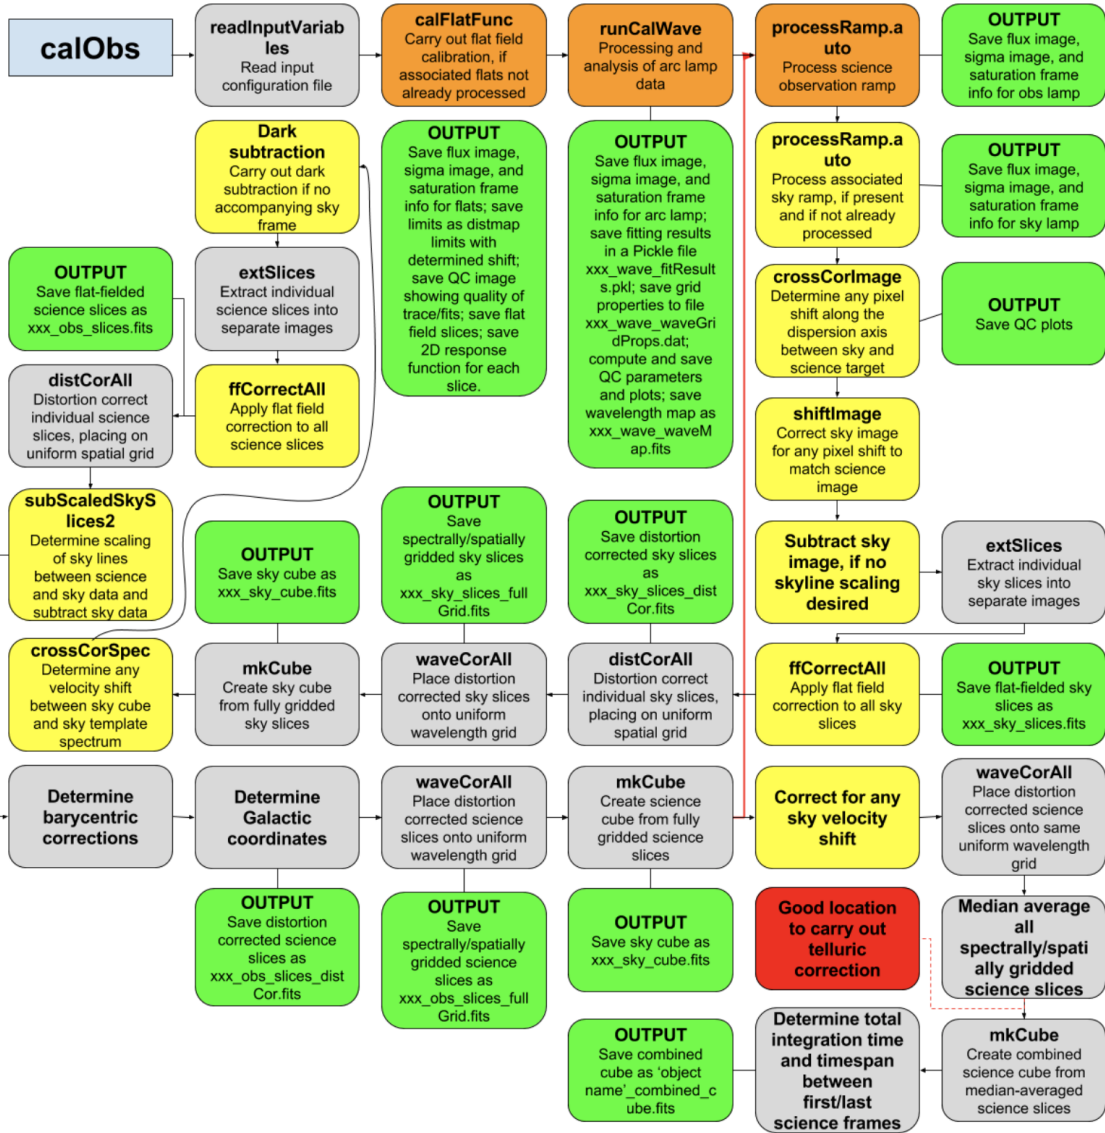 calObs
readInputVariab
les
Read input
configuration file
calFlatFunc
Carry out flat field
calibration, if
associated flats not
already processed
runCalWave
Processing and
analysis of arc lamp
data
processRamp.a
uto
Process science
observation ramp
OUTPUT
Save flux image,
sigma image, and
saturation frame
info for obs lamp
Dark
subtraction
Carry out dark
subtraction if no
accompanying sky
frame
OUTPUT
Save flux image,
sigma image, and
saturation frame
info for flats; save
limits as distmap
limits with
determined shift;
save QC image
showing quality of
trace/fits; save flat
field slices; save
2D response
function for each
slice.
OUTPUT
Save flux image,
sigma image, and
saturation frame
info for arc lamp;
save fitting results
in a Pickle file
xxx_wave_fitResult
s.pkl; save grid
properties to file
xxx_wave_waveGri
dProps.dat;
compute and save
QC parameters
and plots; save
wavelength map as
xxx_wave_waveM
ap.fits
processRamp.a
uto
Process associated
sky ramp, if present
and if not already
processed
OUTPUT
Save flux image,
sigma image, and
saturation frame
info for sky lamp
OUTPUT
Save flat-fielded
science slices as
xxx_obs_slices.fits
extSlices
Extract individual
science slices into
separate images
crossCorImage
Determine any pixel
shift along the
dispersion axis
between sky and
science target
OUTPUT
Save QC plots
distCorAll
Distortion correct
individual science
slices, placing on
uniform spatial grid
ffCorrectAll
Apply flat field
correction to all
science slices
shiftImage
Correct sky image
for any pixel shift to
match science
image
subScaledSkyS
lices2
Determine scaling
of sky lines
between science
and sky data and
subtract sky data
OUTPUT
Save sky cube as
xxx_sky_cube.fits
OUTPUT
Save
spectrally/spatially
gridded sky slices
as
xxx_sky_slices_full
Grid.fits
OUTPUT
Save distortion
corrected sky slices
as
xxx_sky_slices_dist
Cor.fits
Subtract sky
image, if no
skyline scaling
desired
extSlices
Extract individual
sky slices into
separate images
crossCorSpec
Determine any
velocity shift
between sky cube
and sky template
spectrum
mkCube
Create sky cube
from fully gridded
sky slices
waveCorAll
Place distortion
corrected sky slices
onto uniform
wavelength grid
distCorAll
Distortion correct
individual sky slices,
placing on uniform
spatial grid
ffCorrectAll
Apply flat field
correction to all sky
slices
OUTPUT
Save flat-fielded sky
slices as
xxx_sky_slices.fits
Determine
barycentric
corrections
Determine
Galactic
coordinates
waveCorAll
Place distortion
corrected science
slices onto uniform
wavelength grid
mkCube
Create science
cube from fully
gridded science
slices
Correct for any
sky velocity
shift
waveCorAll
Place distortion
corrected science
slices onto same
uniform wavelength
grid
OUTPUT
Save distortion
corrected science
slices as
xxx_obs_slices_dist
Cor.fits
OUTPUT
Save
spectrally/spatially
gridded science
slices as
xxx_obs_slices_full
Grid.fits
OUTPUT
Save sky cube as
xxx_sky_cube.fits
Good location
to carry out
telluric
correction
Median average
all
spectrally/spati
ally gridded
science slices
OUTPUT
Save combined
cube as 'object
name'_combined_c
ube.fits
Determine total
integration time
and timespan
between
first/last
science frames
mkCube
Create combined
science cube from
median-averaged
science slices